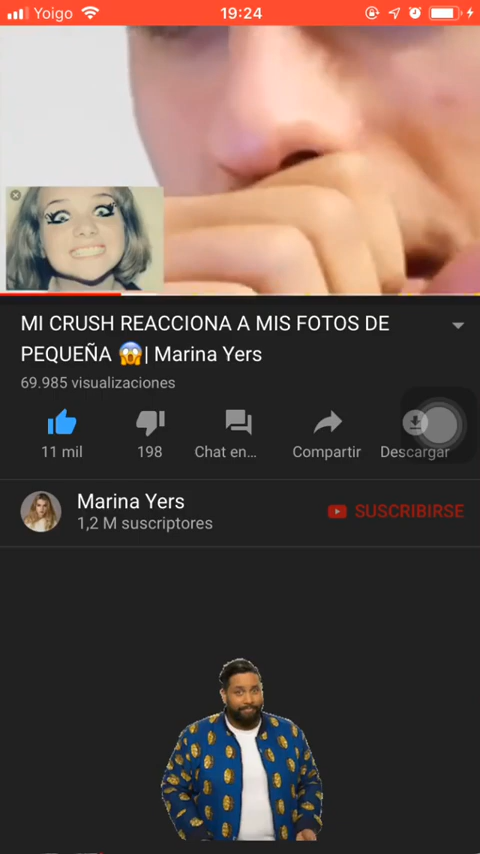 Yoigo 19:24
MI CRUSH REACCIONA A MIS FOTOS DE
PEQUEÑA 😱| Marina Yers
69.985 visualizaciones
11 mil 198 Chat en... Compartir Descargar
Marina Yers
1,2 M suscriptores
SUSCRIBIRSE